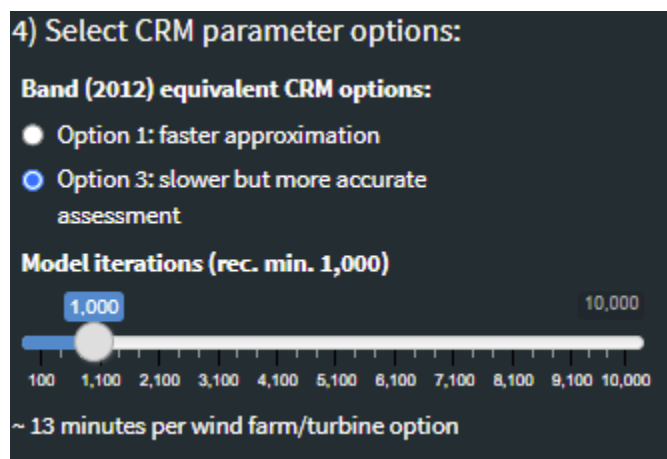 4) Select CRM parameter options:
Band (2012) equivalent CRM options:
Option 1: faster approximation
Option 3: slower but more accurate
assessment
Model iterations (rec. min. 1,000)
1,000 10,000
100 1,100 2,100 3,100 4,100 5,100 6,100 7,100 8,100 9,100 10,000
~ 13 minutes per wind farm/turbine option